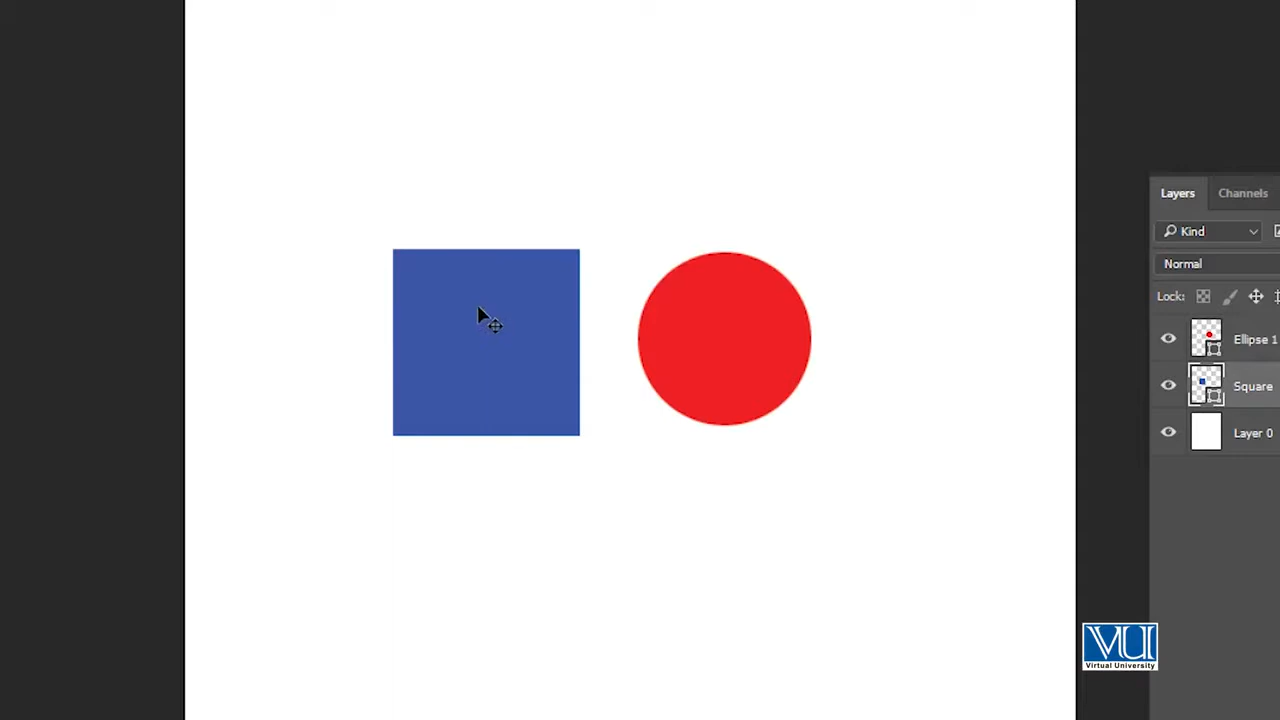 Layers Channels
Kind
Normal
Lock:
Ellipse 1
Square
Layer 0
VU
Virtual University